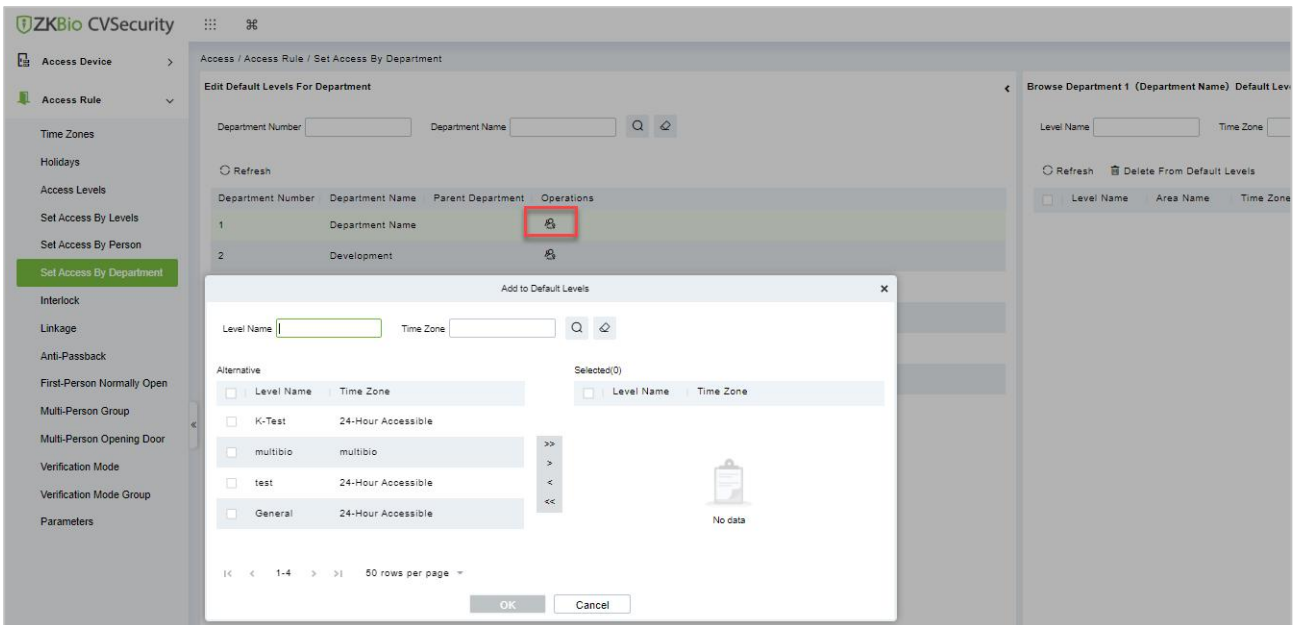 ZKBio CVSecurity
Access Device
Access Rule
Time Zones
Holidays
Access Levels
Set Access By Levels
Set Access By Person
Set Access By Department
Interlock
Linkage
Anti-Passback
First-Person Normally Open
Multi-Person Group
Multi-Person Opening Door
Verification Mode
Verification Mode Group
Parameters
Access / Access Rule / Set Access By Department
Edit Default Levels For Department
Department Number Department Name
Refresh
Department Number Department Name Parent Department Operations
1 Department Name
2 Development
Browse Department 1 (Department Name) Default Lev
Level Name Time Zone
Refresh Delete From Default Levels
Level Name Area Name Time Zone
Add to Default Levels
Level Name Time Zone
Alternative
Level Name Time Zone
K-Test 24-Hour Accessible
multibio multibio
test 24-Hour Accessible
General 24-Hour Accessible
>>
>
<
<<
Selected(0)
Level Name Time Zone
No data
|< < 1-4 > >| 50 rows per page
OK Cancel